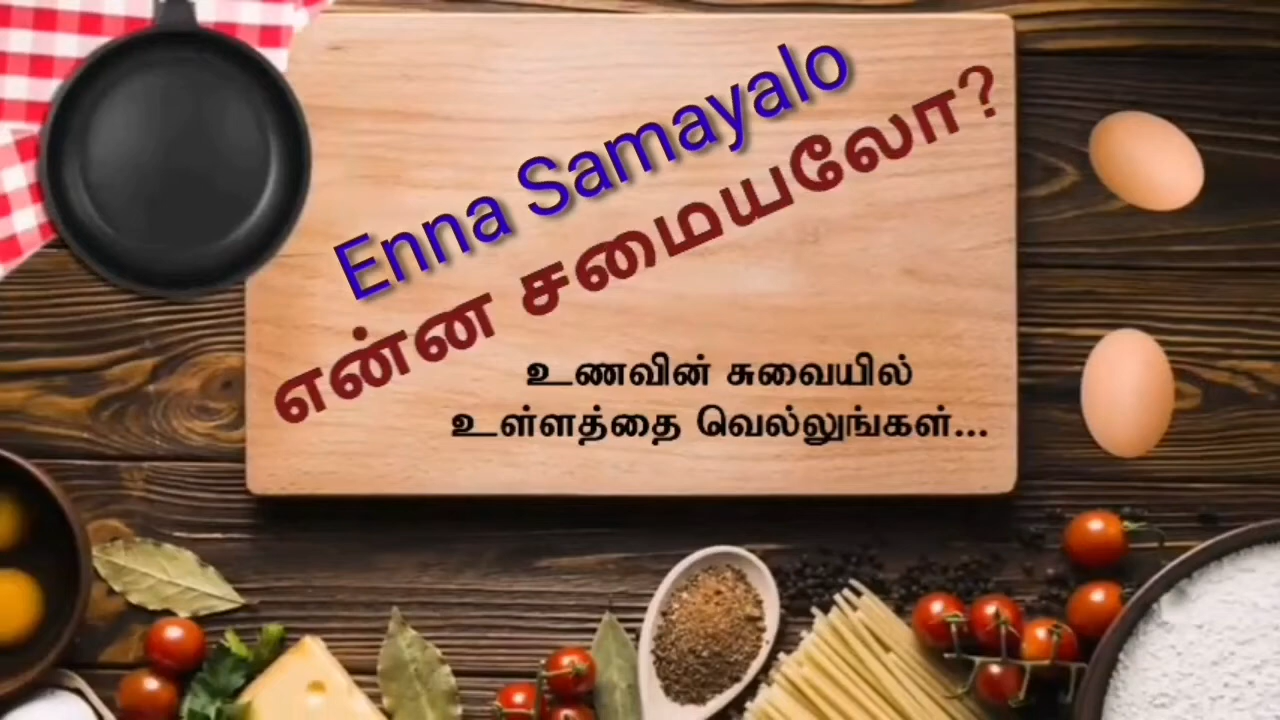 Enna Samayalo
என்ன சமையலோ?
உணவின் சுவையில்
உள்ளத்தை வெல்லுங்கள்...